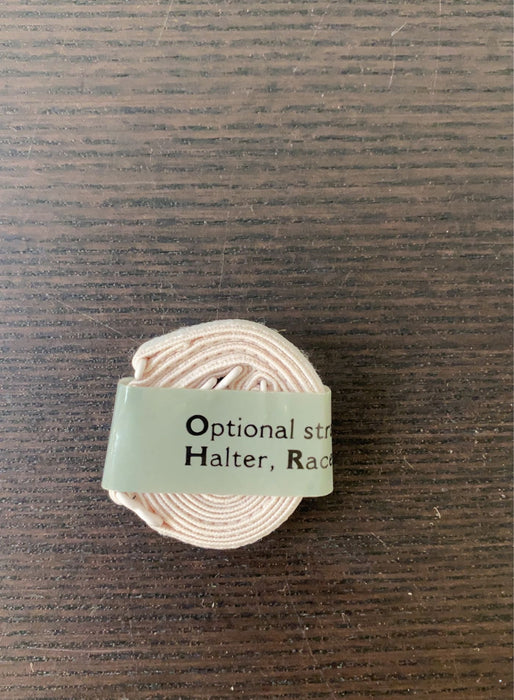 Optional str
Halter, Race